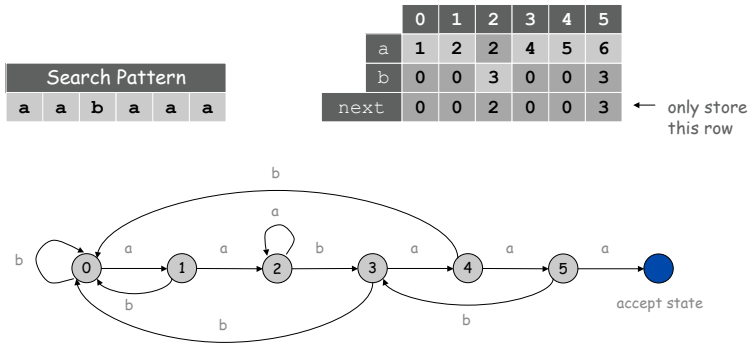 0 1 2 3 4 5
a 1 2 2 4 5 6
Search Pattern
b 0 0 3 0 0 3
a a b a a a
next 0 0 2 0 0 3
only store
this row
b
a
b a a b a a a
0 1 2 3 4 5
b
accept state
b
b